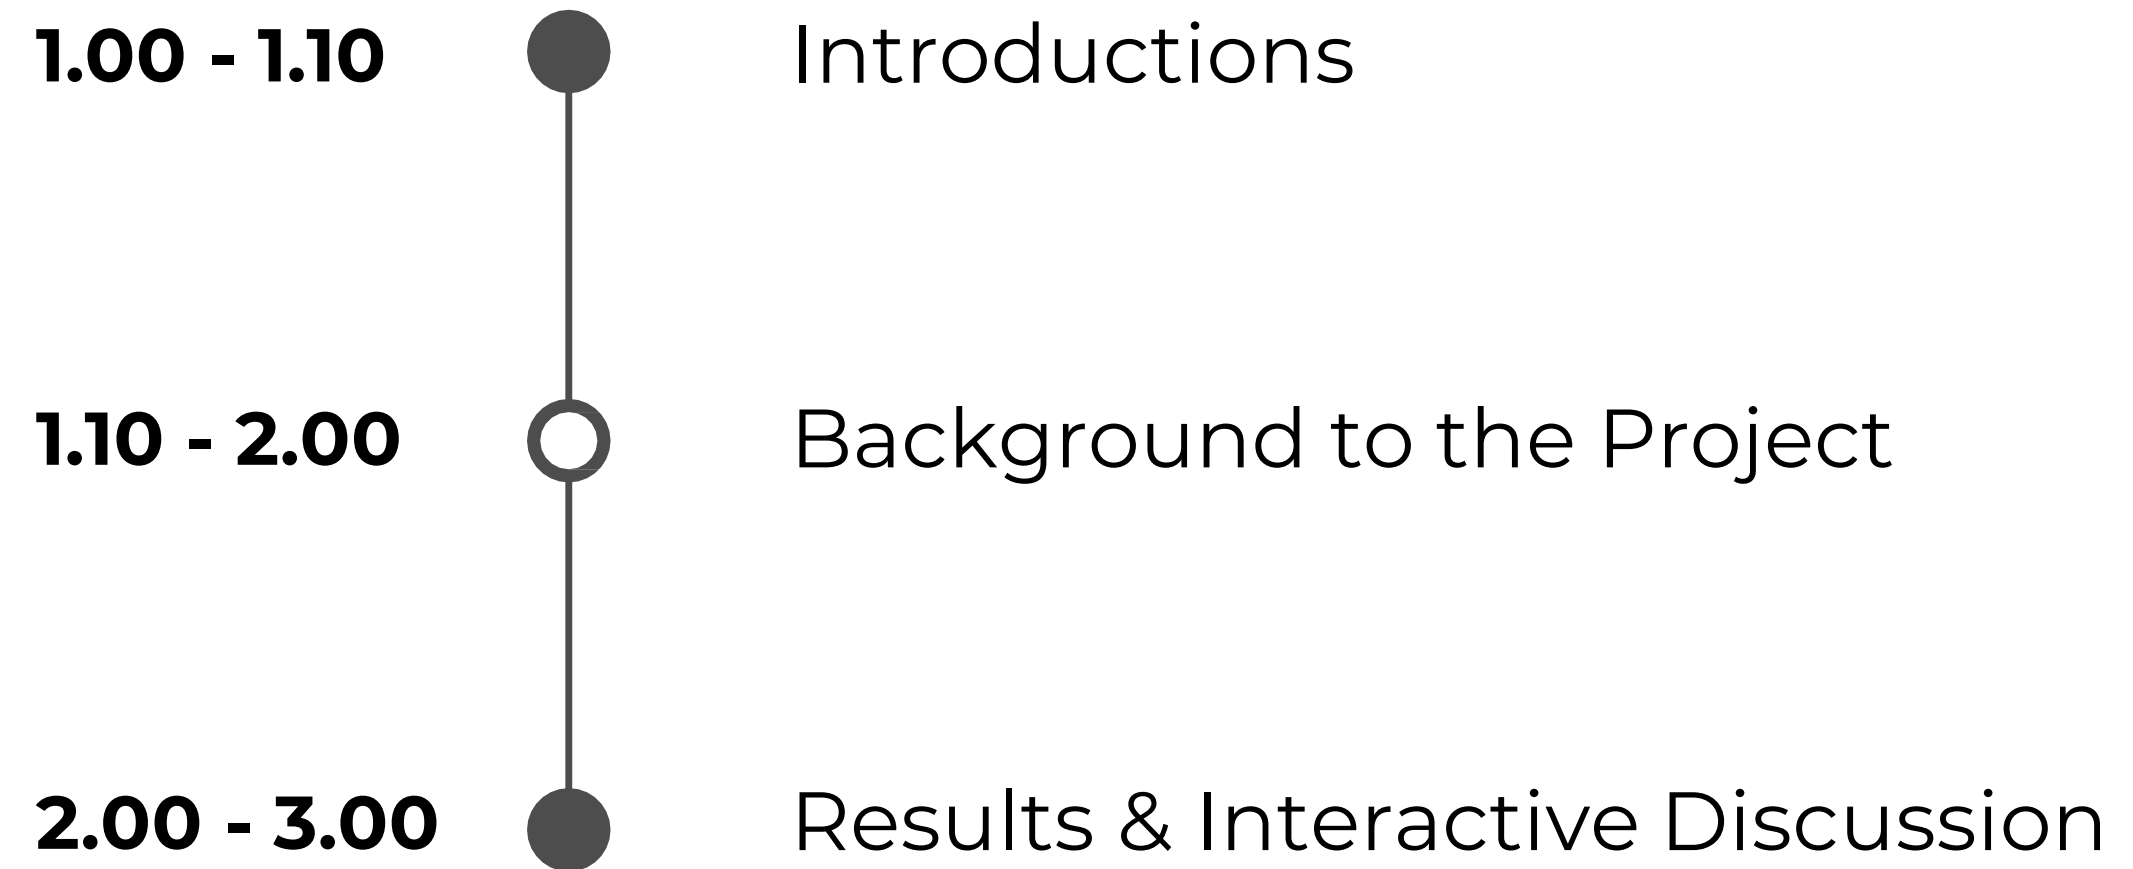 1.00 - 1.10 Introductions
1.10 - 2.00 Background to the Project
2.00 - 3.00 Results & Interactive Discussion